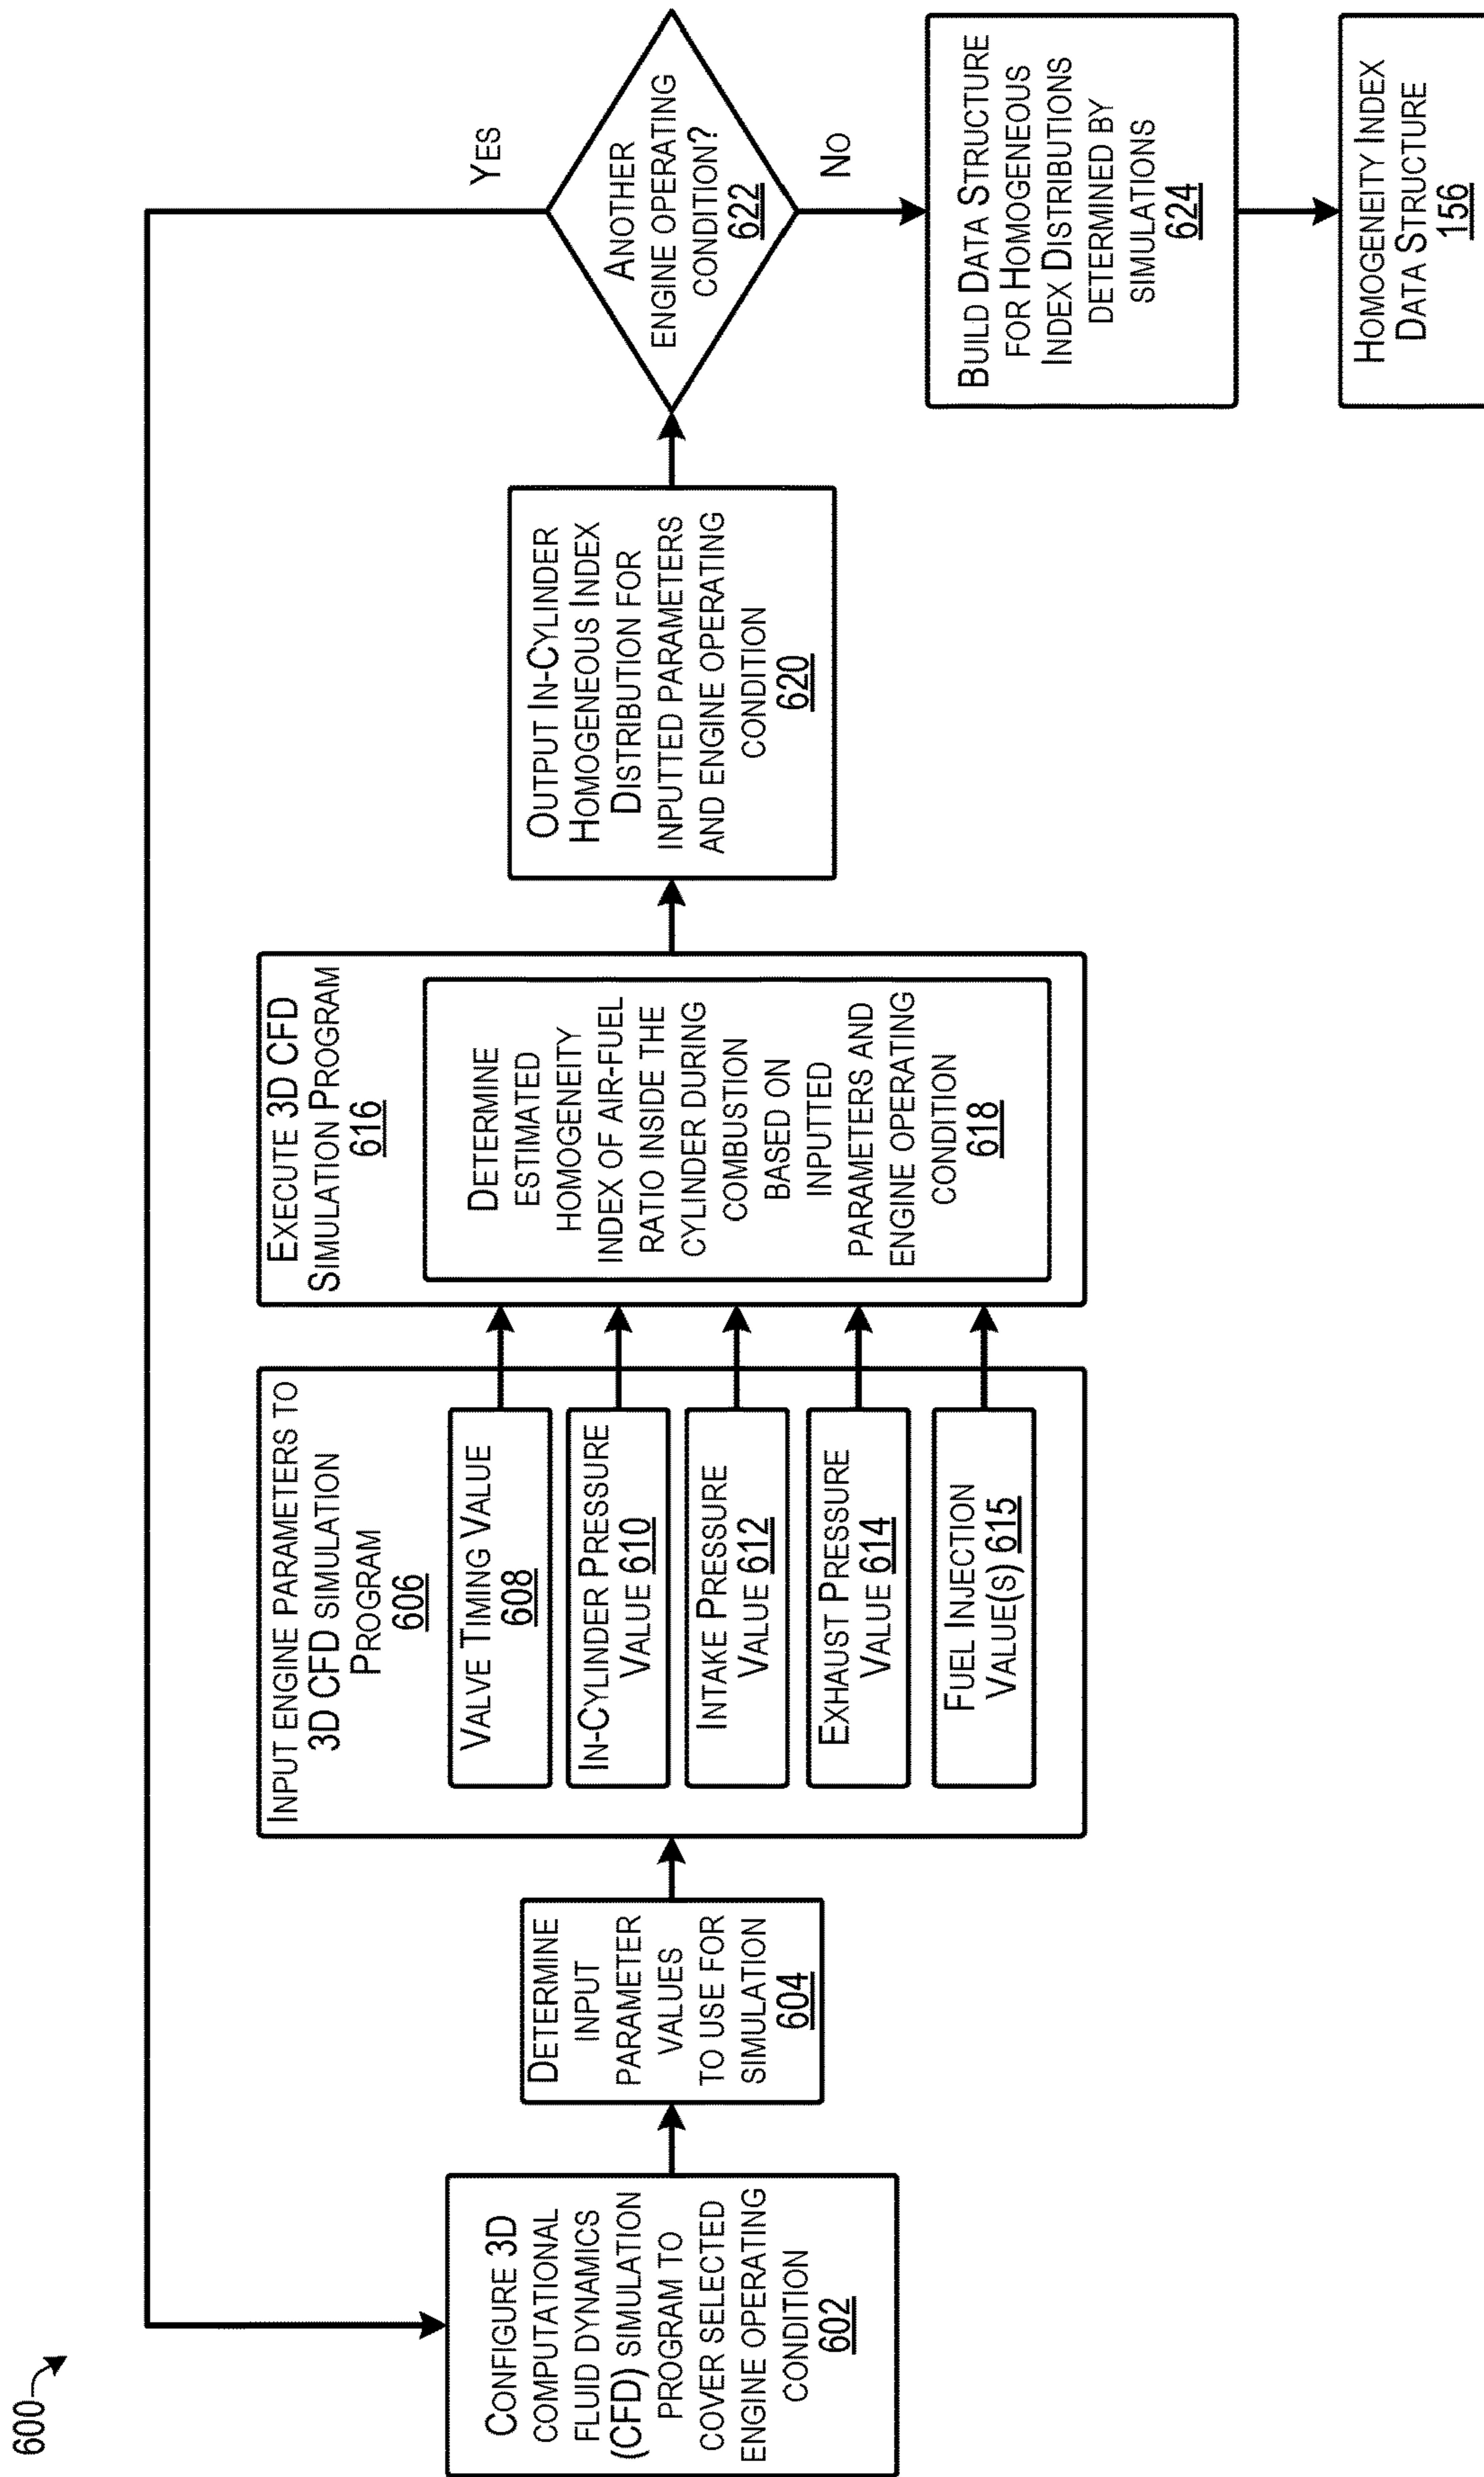 600
CONFIGURE 3D
COMPUTATIONAL
FLUID DYNAMICS
(CFD) SIMULATION
PROGRAM TO
COVER SELECTED
ENGINE OPERATING
CONDITION
602
DETERMINE
INPUT
PARAMETER
VALUES
TO USE FOR
SIMULATION
604
INPUT ENGINE PARAMETERS TO
3D CFD SIMULATION
PROGRAM
606
VALVE TIMING VALUE
608
IN-CYLINDER PRESSURE
VALUE 610
INTAKE PRESSURE
VALUE 612
EXHAUST PRESSURE
VALUE 614
FUEL INJECTION
VALUE(S) 615
EXECUTE 3D CFD
SIMULATION PROGRAM
616
DETERMINE
ESTIMATED
HOMOGENEITY
INDEX OF AIR-FUEL
RATIO INSIDE THE
CYLINDER DURING
COMBUSTION
BASED ON
INPUTTED
PARAMETERS AND
ENGINE OPERATING
CONDITION
618
OUTPUT IN-CYLINDER
HOMOGENEOUS INDEX
DISTRIBUTION FOR
INPUTTED PARAMETERS
AND ENGINE OPERATING
CONDITION
620
ANOTHER
ENGINE OPERATING
CONDITION?
622
YES
NO
BUILD DATA STRUCTURE
FOR HOMOGENEOUS
INDEX DISTRIBUTIONS
DETERMINED BY
SIMULATIONS
624
HOMOGENEITY INDEX
DATA STRUCTURE
156